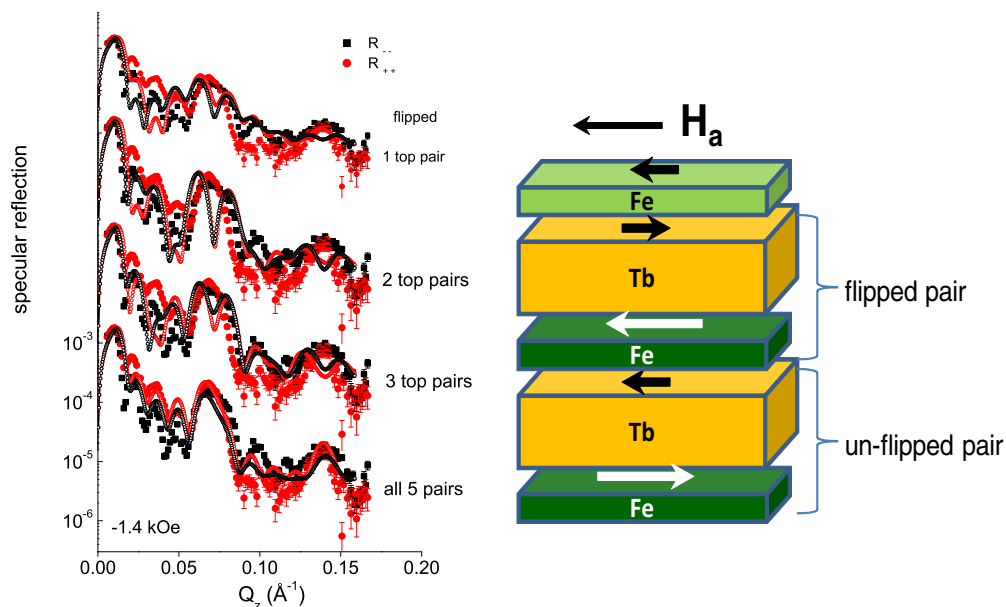 R - -
R + +
flipped
1 top pair
2 top pairs
3 top pairs
all 5 pairs
-1.4 kOe
specular reflection
10-3
10-4
10-5
10-6
0.00 0.05 0.10 0.15 0.20
Qz (Å-1)
Ha
Fe
Tb
Fe
Tb
Fe
flipped pair
un-flipped pair